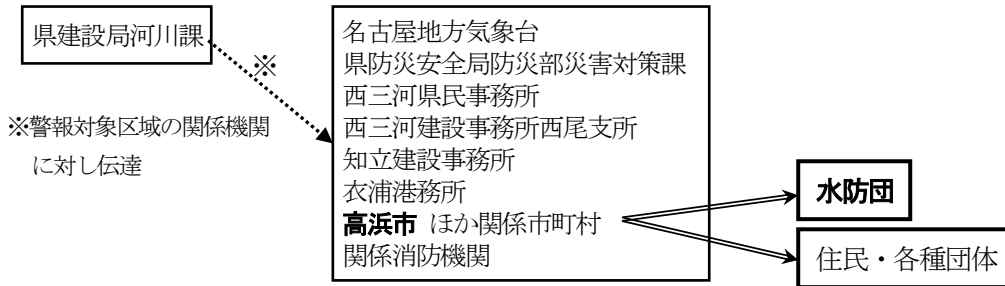 県建設局河川課
※
※警報対象区域の関係機関
に対し伝達
名古屋地方気象台
県防災安全局防災部災害対策課
西三河県民事務所
西三河建設事務所西尾支所
知立建設事務所
衣浦港務所
高浜市 ほか関係市町村
関係消防機関
水防団
住民・各種団体